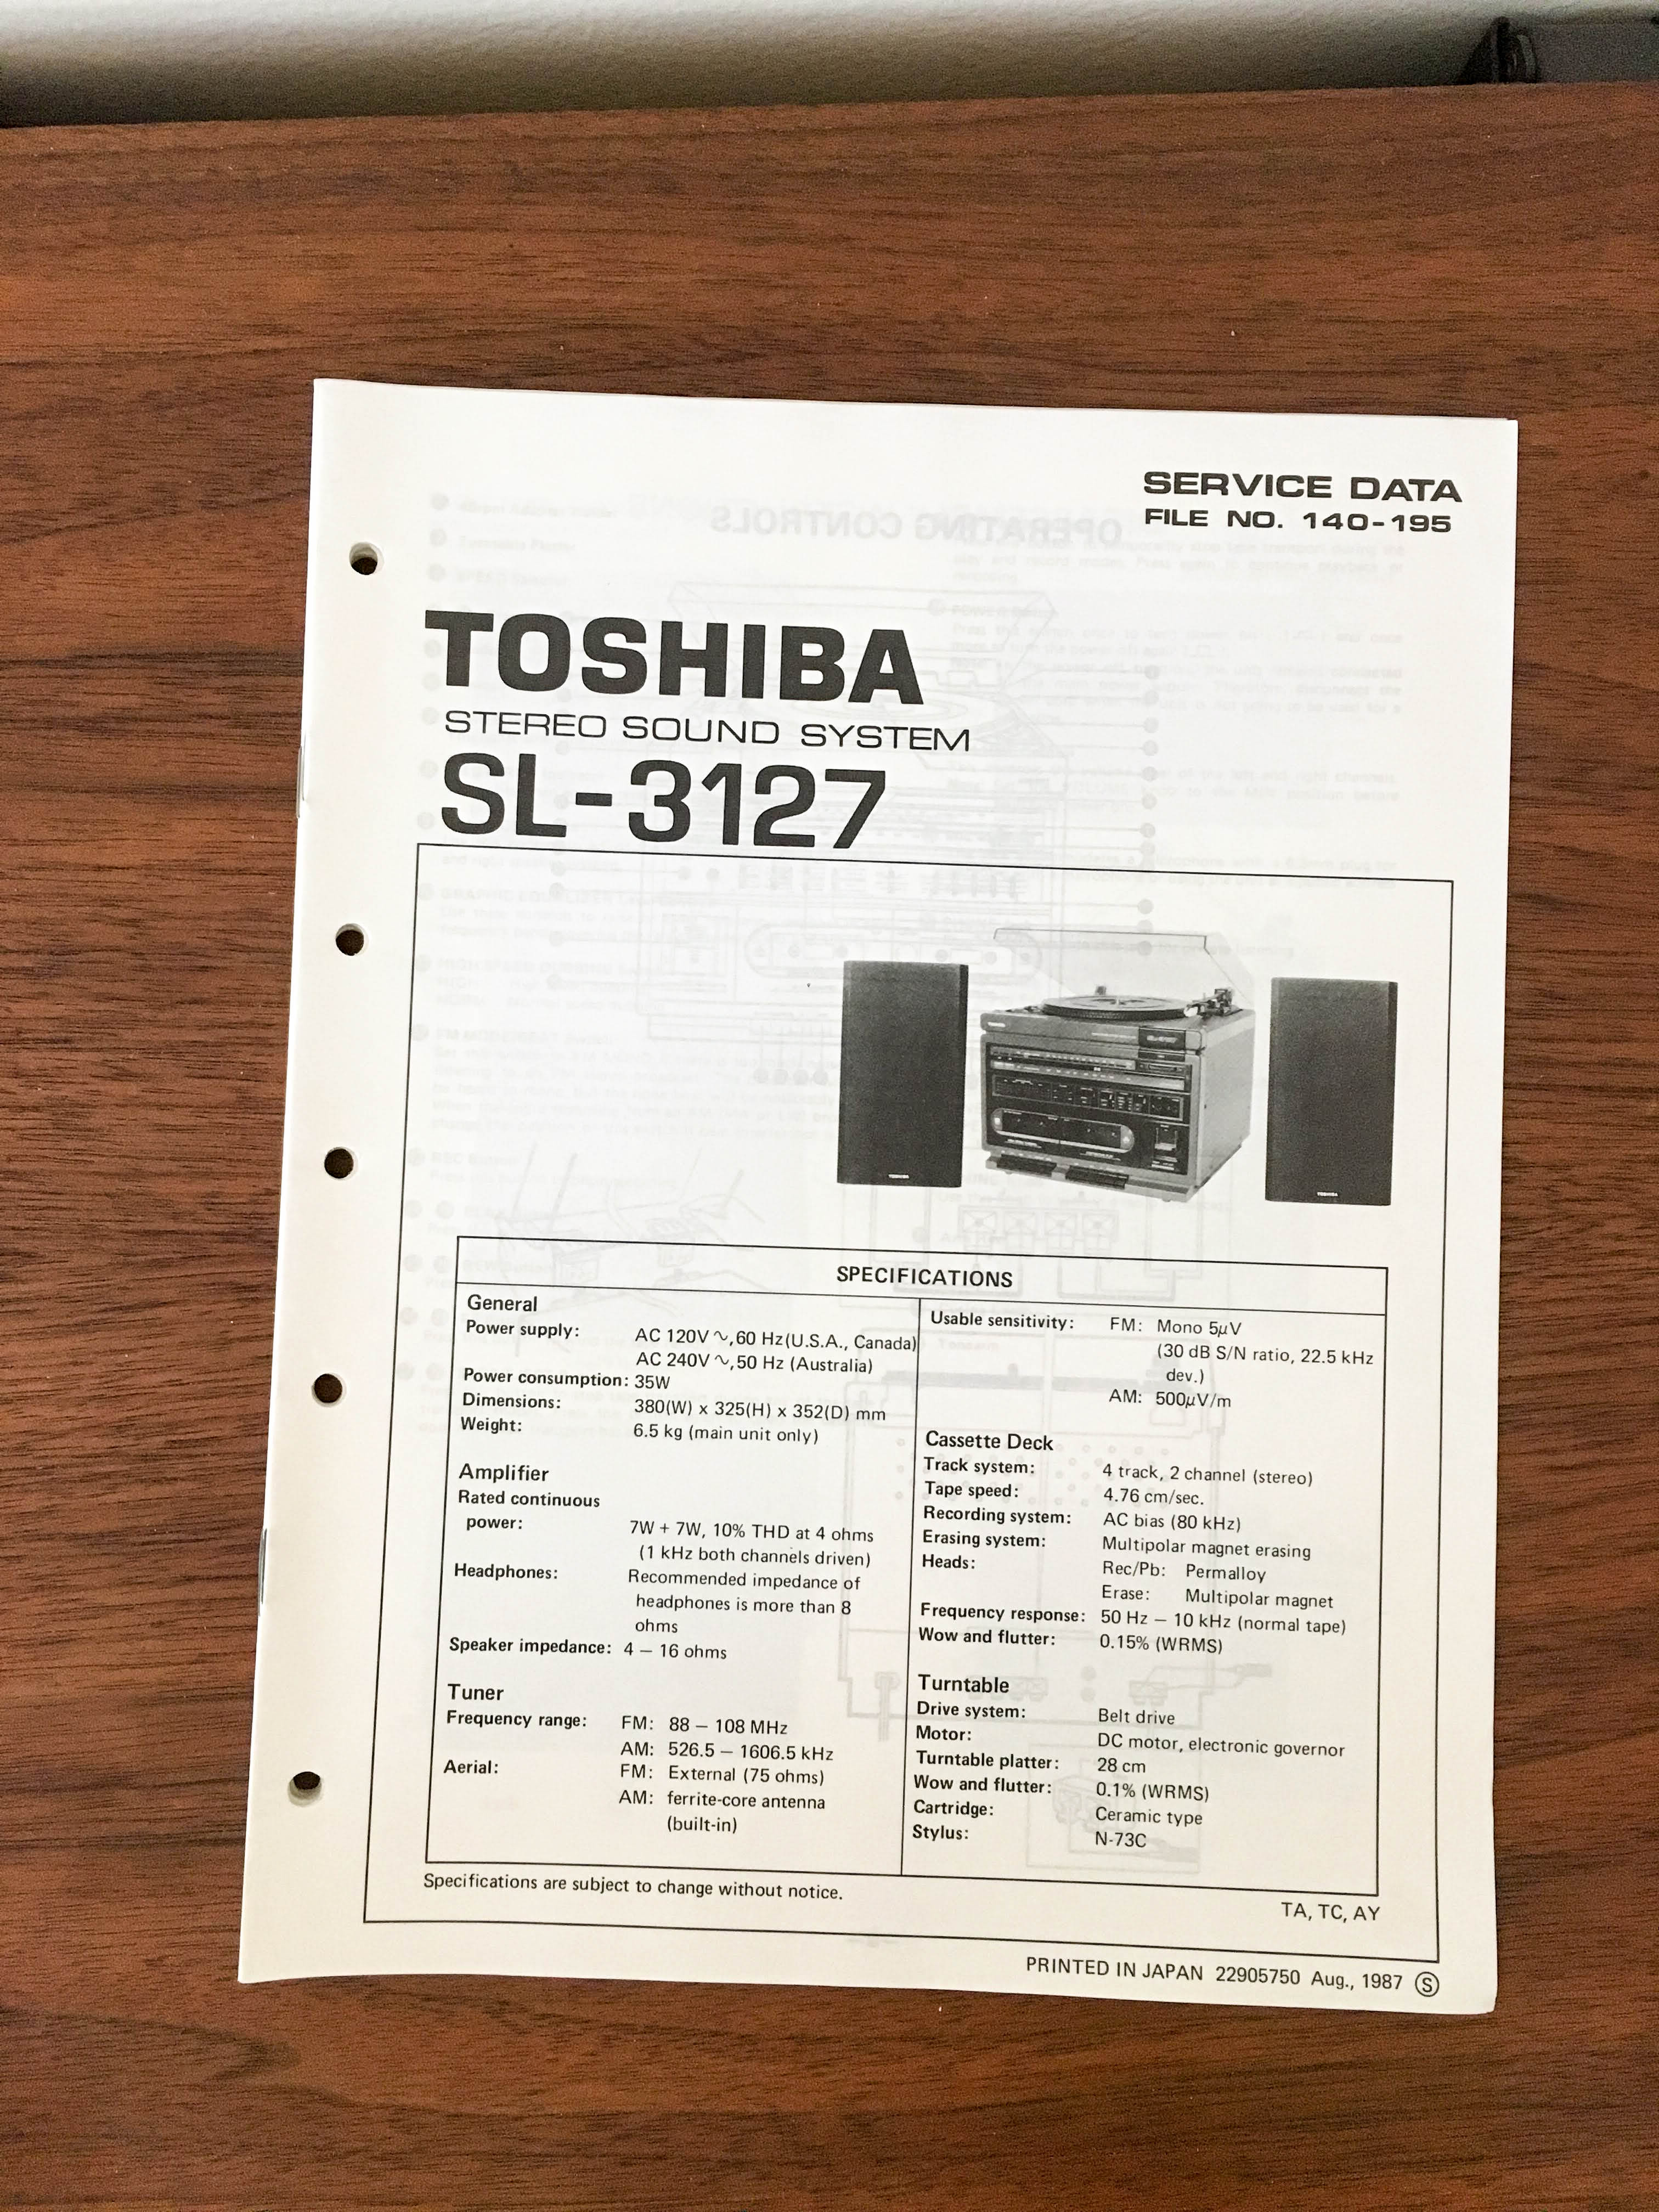 SERVICE DATA
FILE NO. 140-195
TOSHIBA
STEREO SOUND SYSTEM
SL-3127
TOSHIBA
TOSHIBA
SPECIFICATIONS
General
Power supply: AC 120V ∿, 60 Hz (U.S.A., Canada)
AC 240V ∿, 50 Hz (Australia)
Power consumption: 35W
Dimensions: 380(W) x 325(H) x 352(D) mm
Weight: 6.5 kg (main unit only)
Amplifier
Rated continuous
power: 7W + 7W, 10% THD at 4 ohms
(1 kHz both channels driven)
Headphones: Recommended impedance of
headphones is more than 8
ohms
Speaker impedance: 4 – 16 ohms
Tuner
Frequency range: FM: 88 – 108 MHz
AM: 526.5 – 1606.5 kHz
Aerial: FM: External (75 ohms)
AM: ferrite-core antenna
(built-in)
Usable sensitivity: FM: Mono 5µV
(30 dB S/N ratio, 22.5 kHz
dev.)
AM: 500µV/m
Cassette Deck
Track system: 4 track, 2 channel (stereo)
Tape speed: 4.76 cm/sec.
Recording system: AC bias (80 kHz)
Erasing system: Multipolar magnet erasing
Heads: Rec/Pb: Permalloy
Erase: Multipolar magnet
Frequency response: 50 Hz – 10 kHz (normal tape)
Wow and flutter: 0.15% (WRMS)
Turntable
Drive system: Belt drive
Motor: DC motor, electronic governor
Turntable platter: 28 cm
Wow and flutter: 0.1% (WRMS)
Cartridge: Ceramic type
Stylus: N-73C
Specifications are subject to change without notice.
TA, TC, AY
PRINTED IN JAPAN 22905750 Aug., 1987 Ⓢ